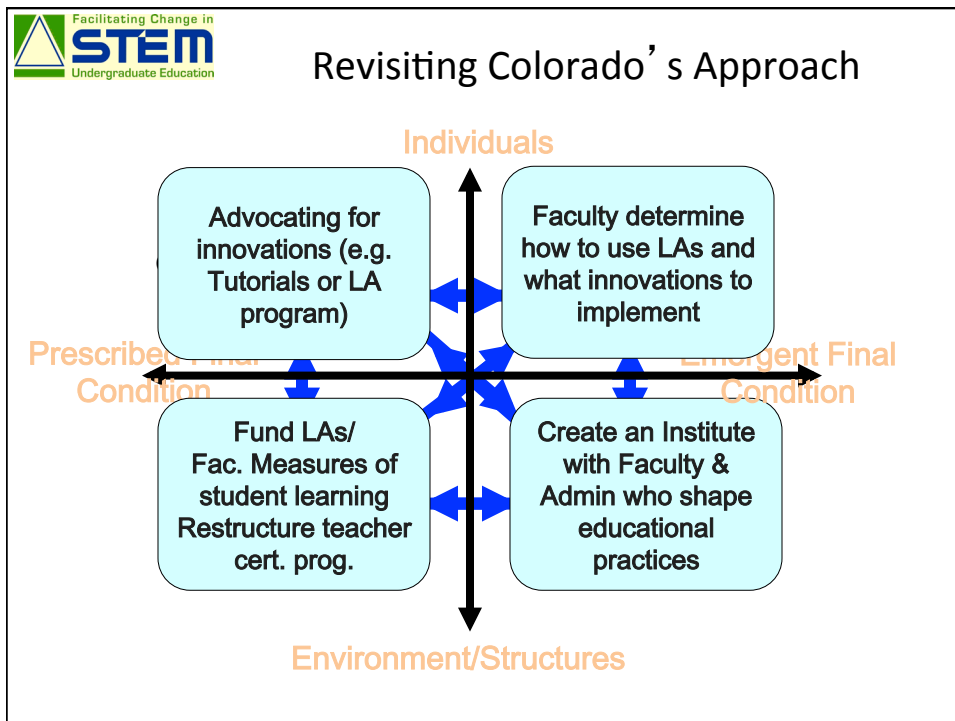 Facilitating Change in
STEM
Undergraduate Education
Revisiting Colorado's Approach
Individuals
Advocating for
innovations (e.g.
Tutorials or LA
program)
Faculty determine
how to use LAs and
what innovations to
implement
Prescribed Final
Condition
Emergent Final
Condition
Fund LAs/
Fac. Measures of
student learning
Restructure teacher
cert. prog.
Create an Institute
with Faculty &
Admin who shape
educational
practices
Environment/Structures